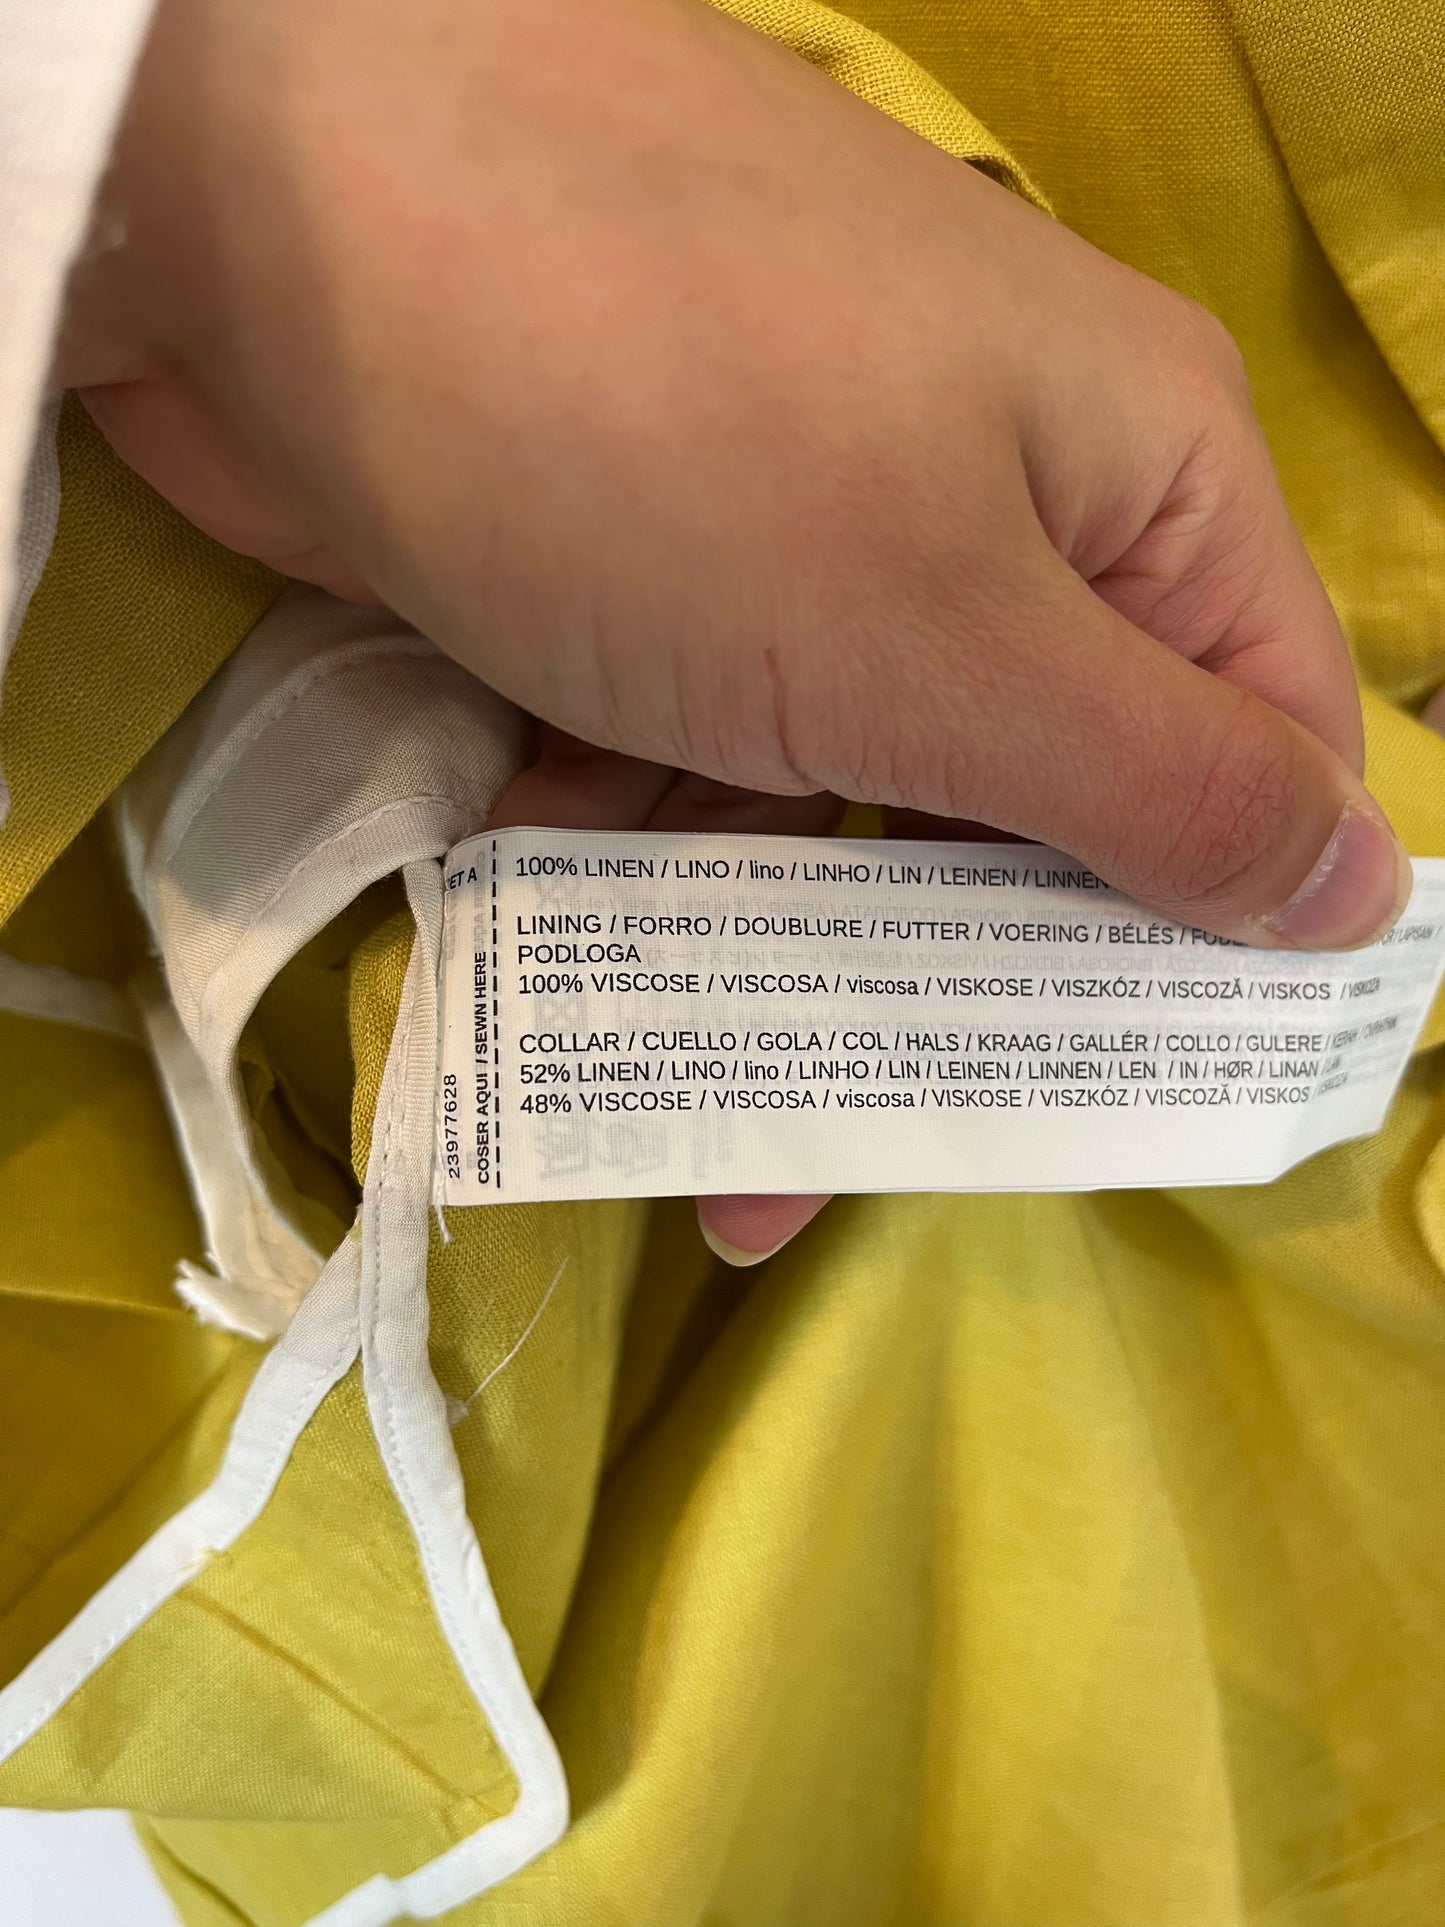 100% LINEN / LINO / lino / LINHO / LIN / LEINEN / LINNEN
LINING / FORRO / DOUBLURE / FUTTER / VOERING / BÉLÉS /
PODLOGA
100% VISCOSE / VISCOSA / viscosa / VISKOSE / VISZKÓZ / VISCOZĂ / VISKOS / VISKOZA
COLLAR / CUELLO / GOLA / COL / HALS / KRAAG / GALLÉR / COLLO / GULERE /
52% LINEN / LINO / lino / LINHO / LIN / LEINEN / LINNEN / LEN / IN / HØR / LINAN /
48% VISCOSE / VISCOSA / viscosa / VISKOSE / VISZKÓZ / VISCOZĂ / VISKOS /
COSER AQUI / SEWN HERE
23977628